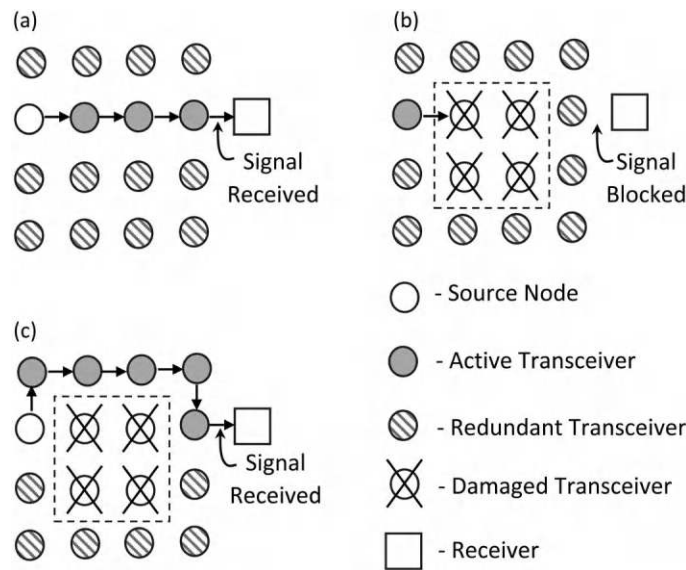 (a)
Signal
Received
(b)
Signal
Blocked
(c)
Signal
Received
- Source Node
- Active Transceiver
- Redundant Transceiver
- Damaged Transceiver
- Receiver